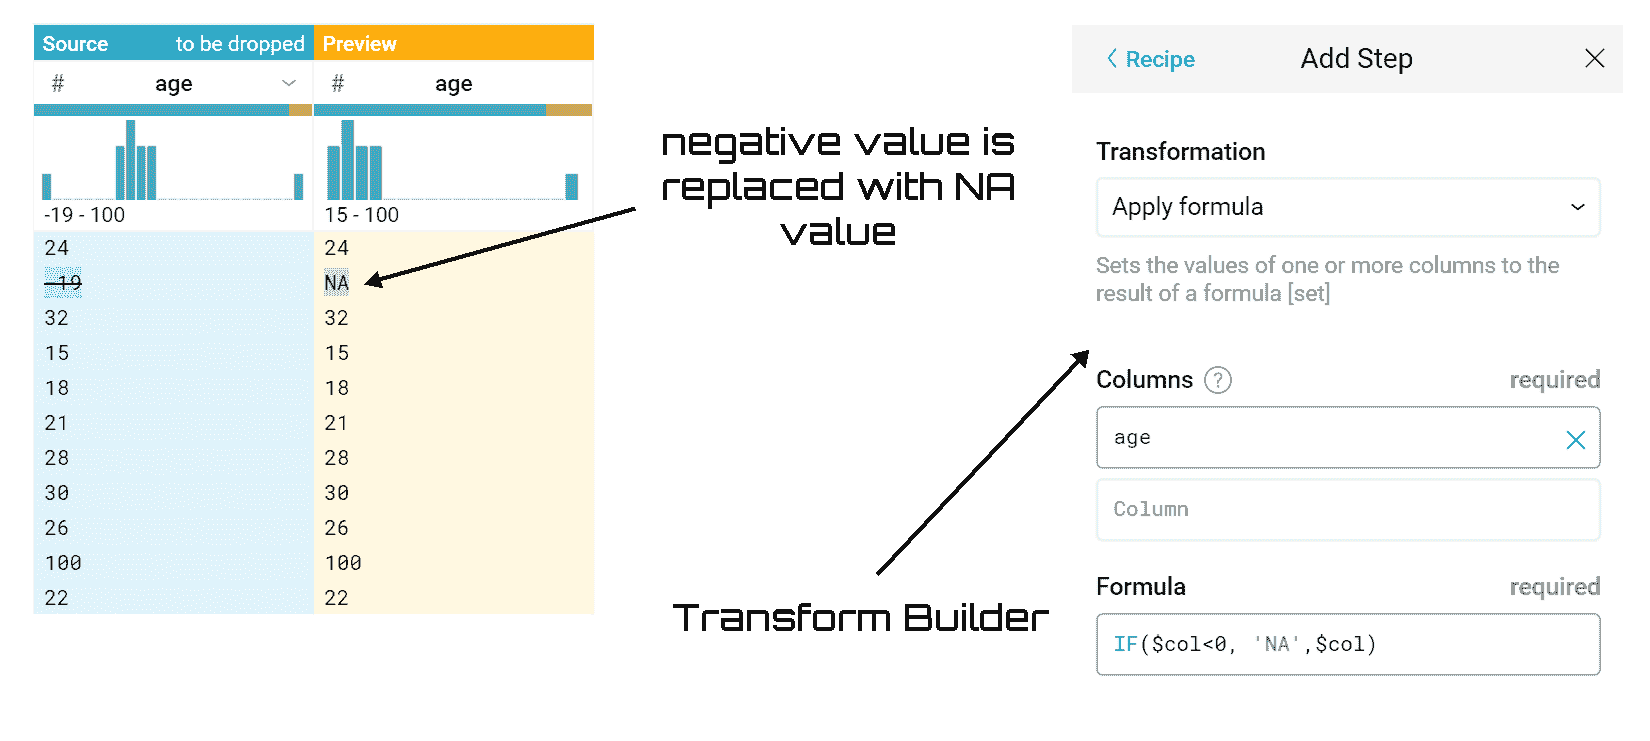 Source to be dropped Preview
# age # age
-19 - 100 15 - 100
24 24
-19 NA
32 32
15 15
18 18
21 21
28 28
30 30
26 26
100 100
22 22
negative value is
replaced with NA
value
Transform Builder
Recipe Add Step
Transformation
Apply formula
Sets the values of one or more columns to the
result of a formula [set]
Columns ? required
age
Column
Formula required
IF($col<0, 'NA',$col)